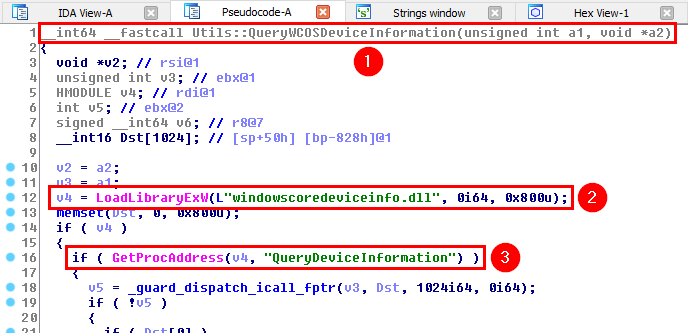 IDA View-A
Pseudocode-A
Strings window
Hex View-1
1 __int64 __fastcall Utils::QueryWCOSDeviceInformation(unsigned int a1, void *a2)
1
2 {
3 void *v2; // rsi@1
4 unsigned int v3; // ebx@1
5 HMODULE v4; // rdi@1
6 int v5; // ebx@2
7 signed __int64 v6; // r8@7
8 __int16 Dst[1024]; // [sp+50h] [bp-828h]@1
9
10 v2 = a2;
11 v3 = a1;
12 v4 = LoadLibraryExW(L"windowscoredeviceinfo.dll", 0i64, 0x800u);
2
13 memset(Dst, 0, 0x800u);
14 if ( v4 )
15 {
16 if ( GetProcAddress(v4, "QueryDeviceInformation") )
3
17 {
18 v5 = _guard_dispatch_icall_fptr(v3, Dst, 1024i64, 0i64);
19 if ( !v5 )
20 {
21 if ( Dst[0] )